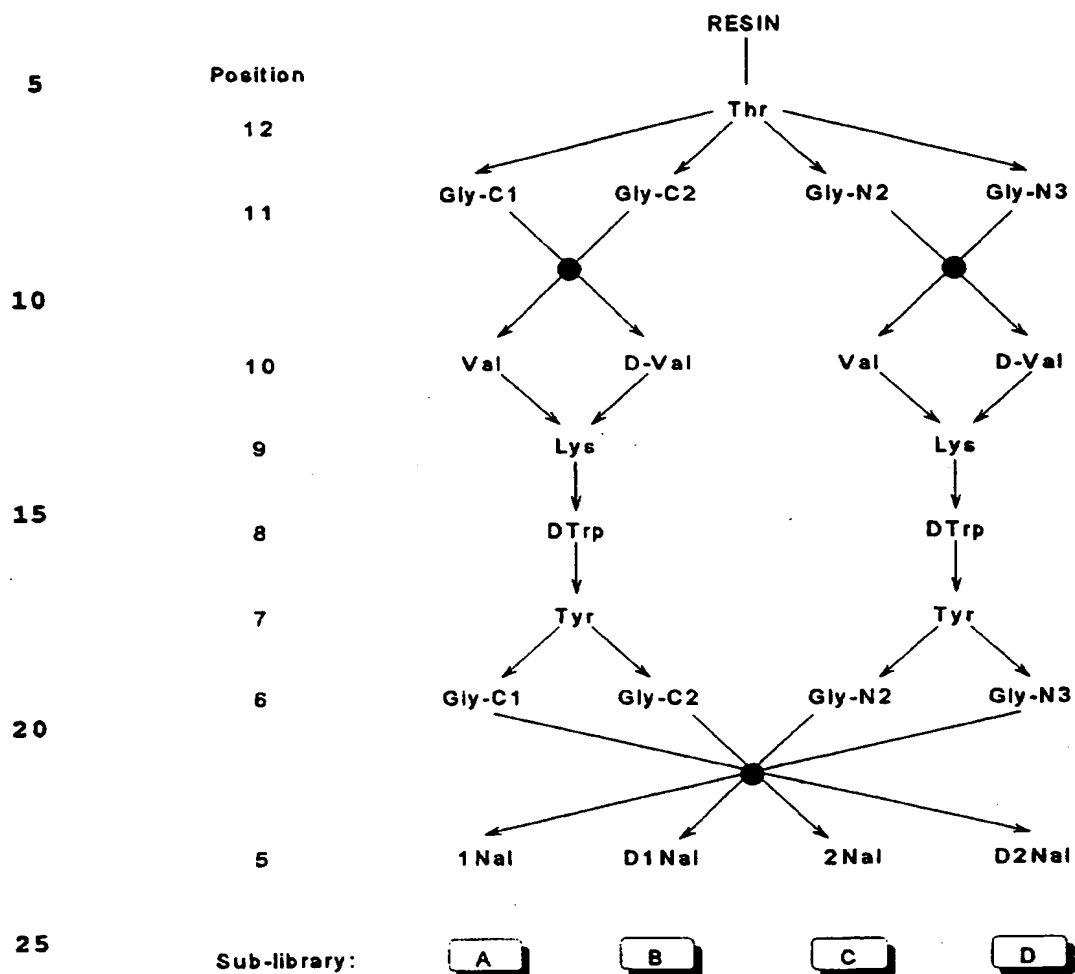 RESIN
5 Position
Thr
12
Gly-C1 Gly-C2 Gly-N2 Gly-N3
11
10
10 Val D-Val Val D-Val
9 Lys Lys
15
8 DTrp DTrp
7 Tyr Tyr
6 Gly-C1 Gly-C2 Gly-N2 Gly-N3
20
5 1Nal D1Nal 2Nal D2Nal
25
Sub-library: A B C D